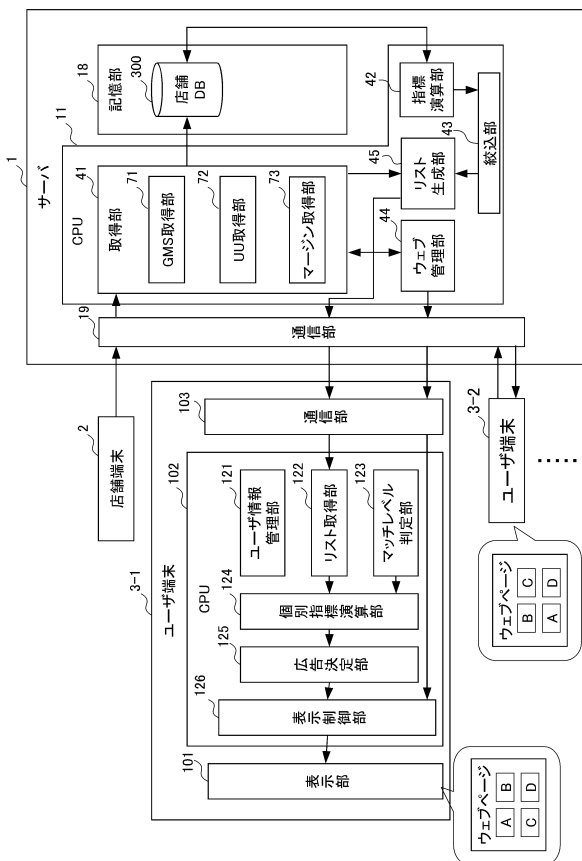 1
サーバ
11
CPU
41
取得部
71
GMS取得部
72
UU取得部
73
マージン取得部
18
記憶部
300
店舗
DB
42
指標
演算部
43
絞込部
45
リスト
生成部
44
ウェブ
管理部
19
通信部
2
店舗端末
3-1
ユーザ端末
103
通信部
102
CPU
121
ユーザ情報
管理部
122
リスト取得部
123
マッチレベル
判定部
124
個別指標演算部
125
広告決定部
126
表示制御部
101
表示部
ウェブページ
A
B
C
D
3-2
ユーザ端末
ウェブページ
B
C
A
D